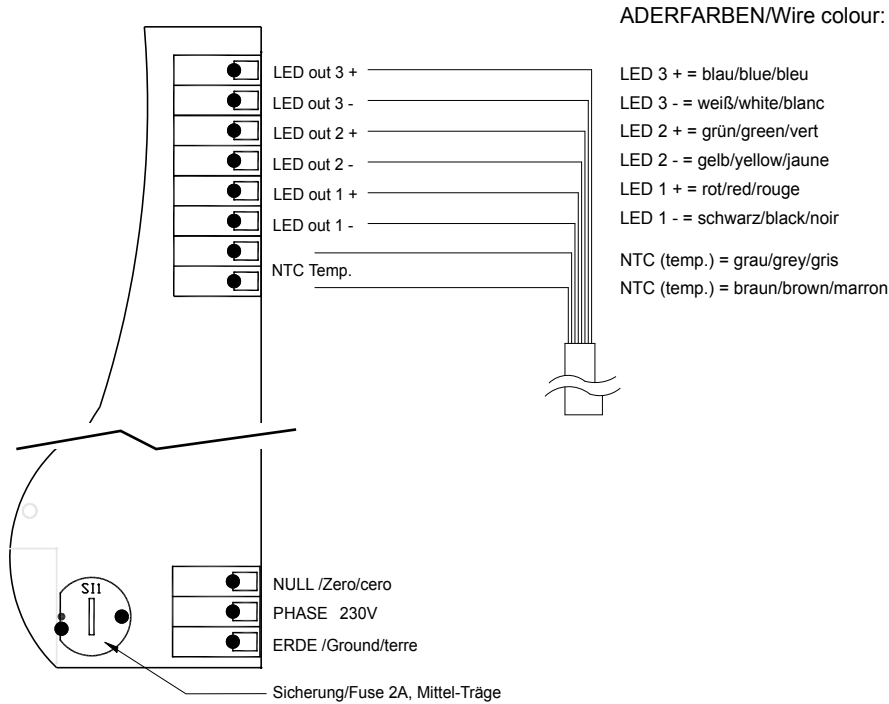 ADERFARBEN/Wire colour:
LED out 3 +
LED out 3 -
LED out 2 +
LED out 2 -
LED out 1 +
LED out 1 -
NTC Temp.
LED 3 + = blau/blue/bleu
LED 3 - = weiß/white/blanc
LED 2 + = grün/green/vert
LED 2 - = gelb/yellow/jaune
LED 1 + = rot/red/rouge
LED 1 - = schwarz/black/noir
NTC (temp.) = grau/grey/gris
NTC (temp.) = braun/brown/marron
SI1
NULL /Zero/cero
PHASE 230V
ERDE /Ground/terre
Sicherung/Fuse 2A, Mittel-Träge